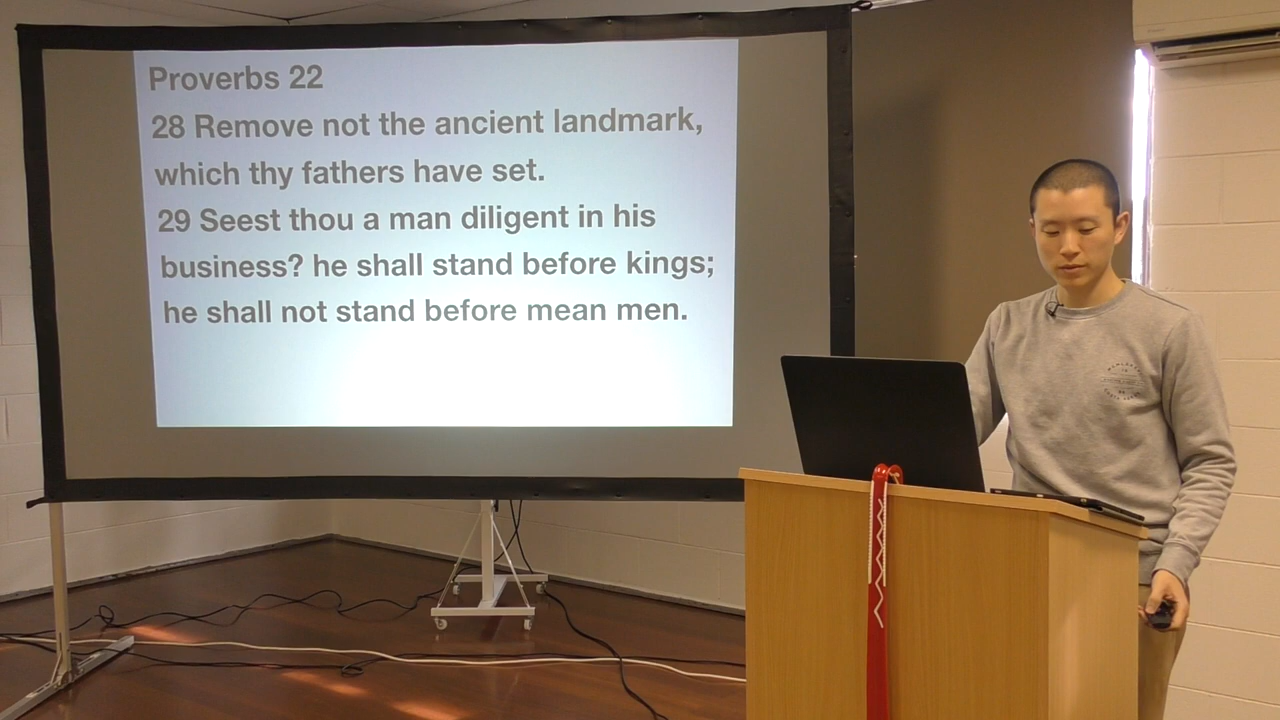 Proverbs 22
28 Remove not the ancient landmark,
which thy fathers have set.
29 Seest thou a man diligent in his
business? he shall stand before kings;
he shall not stand before mean men.